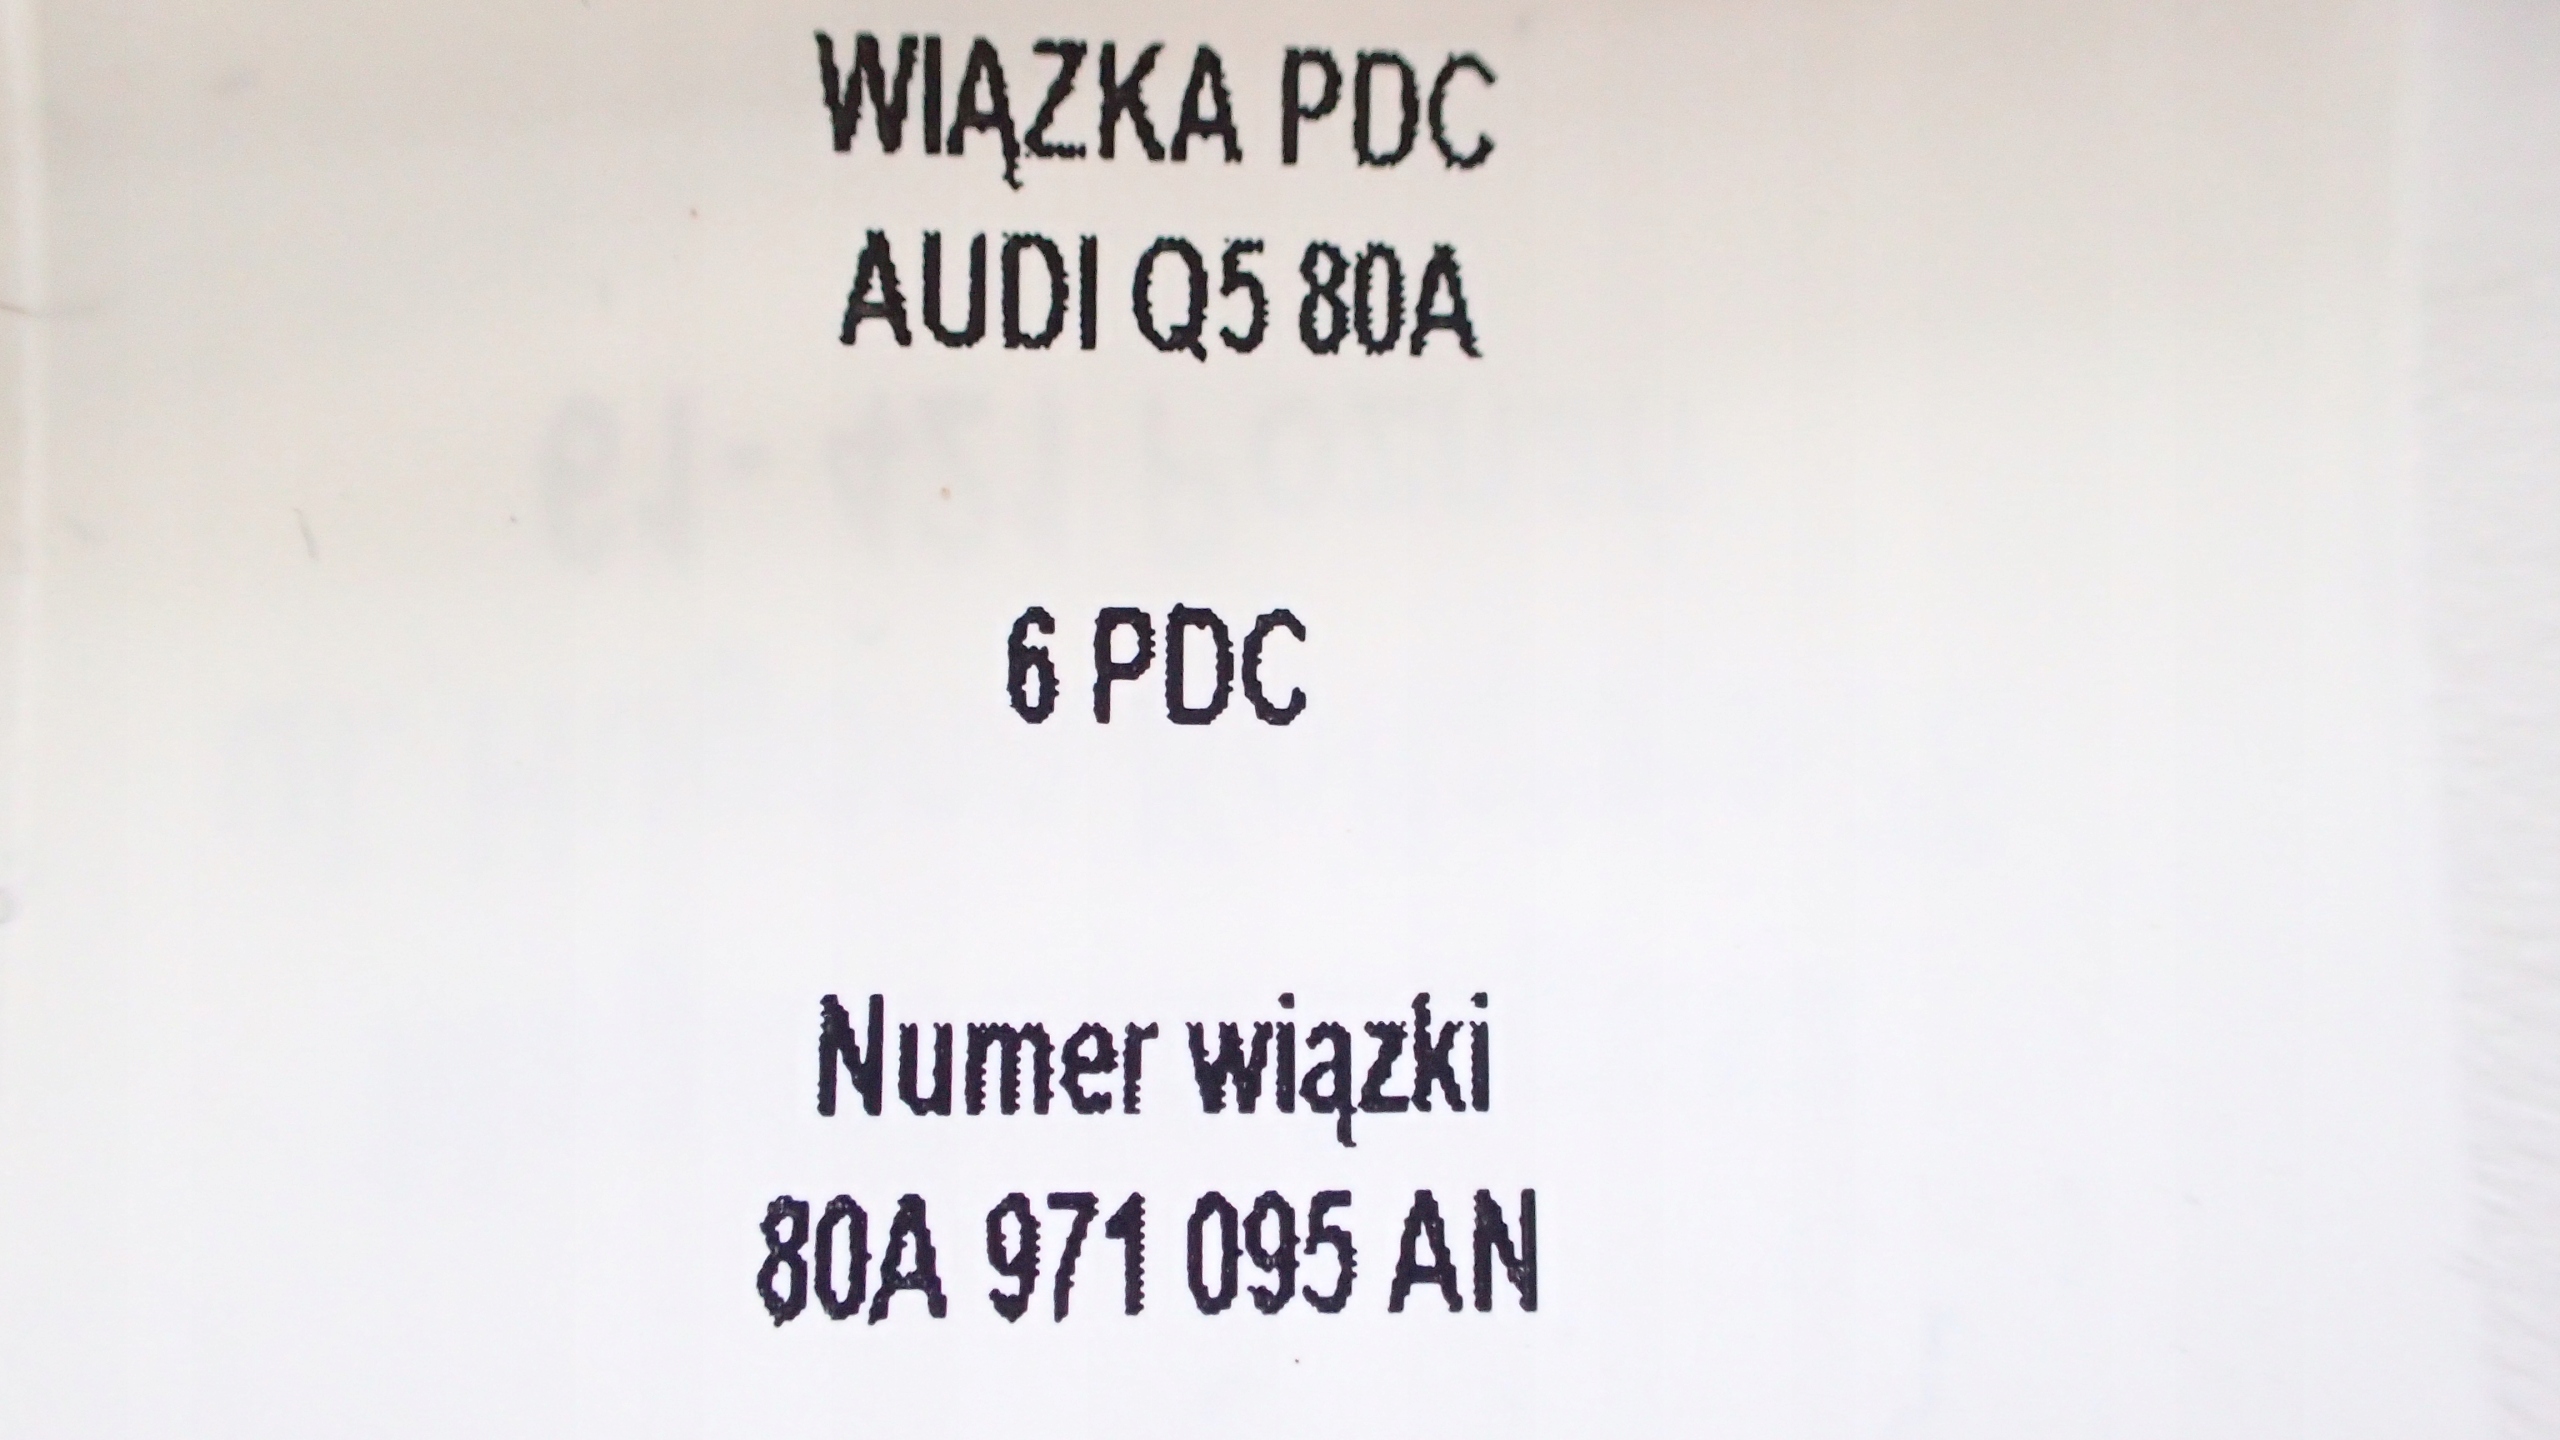 WIĄZKA PDC
AUDI Q5 80A
6 PDC
Numer wiązki
80A 971 095 AN